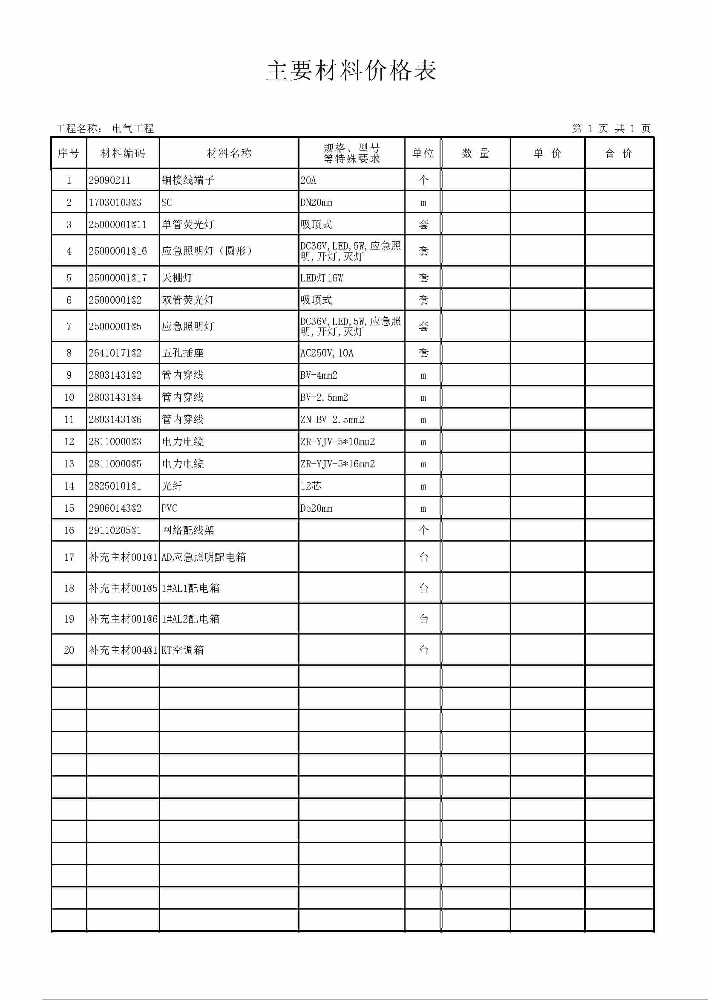 主要材料价格表
工程名称： 电气工程 第 1 页 共 1 页
序号 材料编码 材料名称 规格、型号等特殊要求 单位 数 量 单 价 合 价
1 29090211 铜接线端子 20A 个
2 17030103@3 SC DN20mm m
3 25000001@11 单管荧光灯 吸顶式 套
4 25000001@16 应急照明灯（圆形） DC36V,LED,5W,应急照明,开灯,灭灯 套
5 25000001@17 天棚灯 LED灯16W 套
6 25000001@2 双管荧光灯 吸顶式 套
7 25000001@5 应急照明灯 DC36V,LED,5W,应急照明,开灯,灭灯 套
8 26410171@2 五孔插座 AC250V,10A 套
9 28031431@2 管内穿线 BV-4mm2 m
10 28031431@4 管内穿线 BV-2.5mm2 m
11 28031431@6 管内穿线 ZN-BV-2.5mm2 m
12 28110000@3 电力电缆 ZR-YJV-5*10mm2 m
13 28110000@5 电力电缆 ZR-YJV-5*16mm2 m
14 28250101@1 光纤 12芯 m
15 29060143@2 PVC De20mm m
16 29110205@1 网络配线架 个
17 补充主材001@1 AD应急照明配电箱 台
18 补充主材001@5 1#AL1配电箱 台
19 补充主材001@6 1#AL2配电箱 台
20 补充主材004@1 KT空调箱 台